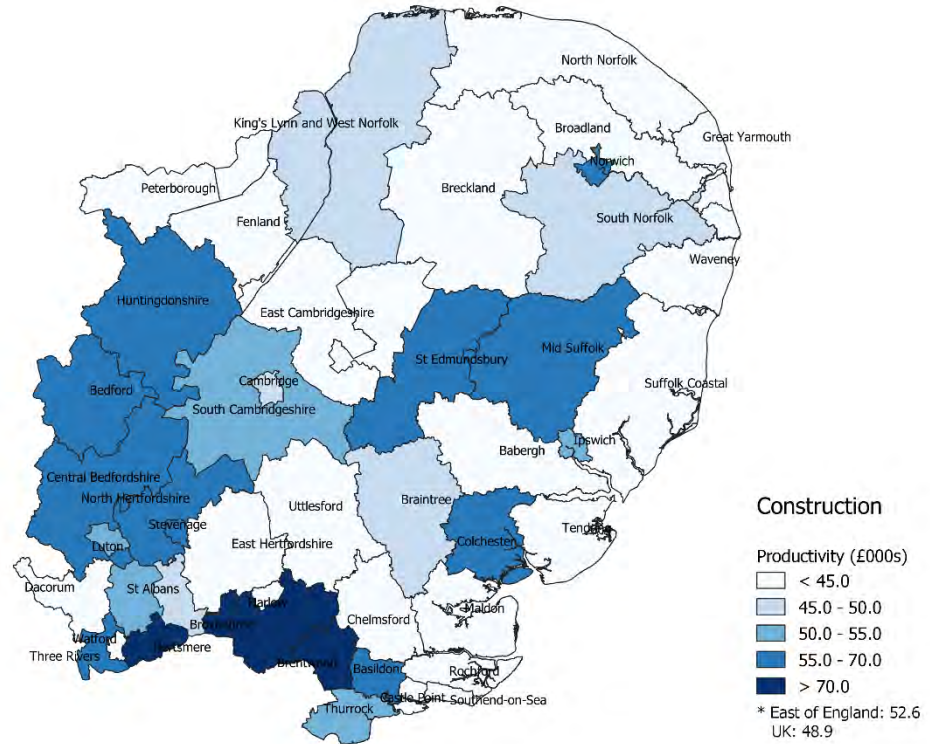 North Norfolk
King's Lynn and West Norfolk
Broadland
Great Yarmouth
Norwich
Peterborough
Breckland
South Norfolk
Fenland
Waveney
Huntingdonshire
East Cambridgeshire
Mid Suffolk
St Edmundsbury
Cambridge
Bedford
Suffolk Coastal
South Cambridgeshire
Ipswich
Babergh
Central Bedfordshire
North Hertfordshire
Braintree
Uttlesford
Stevenage
Tendring
Colchester
Luton
East Hertfordshire
Dacorum
St Albans
Harlow
Maldon
Chelmsford
Broxbourne
Watford
Hertsmere
Three Rivers
Brentwood
Basildon
Rochford
Castle Point
Southend-on-Sea
Thurrock
Construction
Productivity (£000s)
< 45.0
45.0 - 50.0
50.0 - 55.0
55.0 - 70.0
> 70.0
* East of England: 52.6
UK: 48.9